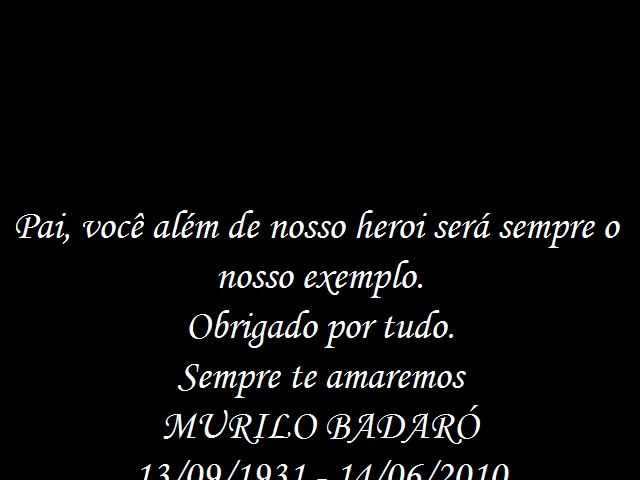 Pai, você além de nosso heroi será sempre o
nosso exemplo.
Obrigado por tudo.
Sempre te amaremos
MURILO BADARÓ
13/09/1931 - 14/06/2010